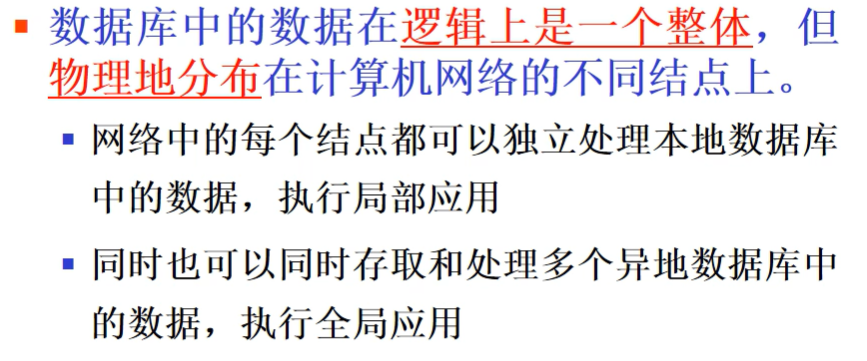 数据库中的数据在逻辑上是一个整体，但
物理地分布在计算机网络的不同结点上。
网络中的每个结点都可以独立处理本地数据库
中的数据，执行局部应用
同时也可以同时存取和处理多个异地数据库中
的数据，执行全局应用